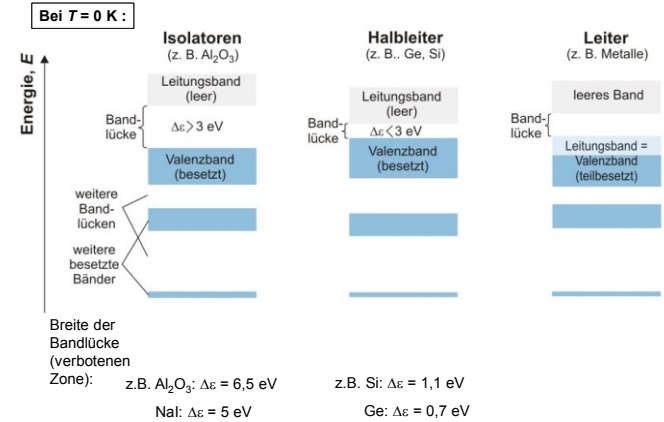 Bei T = 0 K :
Energie, E
Isolatoren
(z. B. Al₂O₃)
Leitungsband
(leer)
Band-
lücke
Δε > 3 eV
Valenzband
(besetzt)
weitere
Band-
lücken
weitere
besetzte
Bänder
Halbleiter
(z. B.. Ge, Si)
Leitungsband
(leer)
Band-
lücke
Δε < 3 eV
Valenzband
(besetzt)
Leiter
(z. B. Metalle)
leeres Band
Band-
lücke
Leitungsband =
Valenzband
(teilbesetzt)
Breite der
Bandlücke
(verbotenen
Zone):
z.B. Al₂O₃: Δε = 6,5 eV
NaI: Δε = 5 eV
z.B. Si: Δε = 1,1 eV
Ge: Δε = 0,7 eV